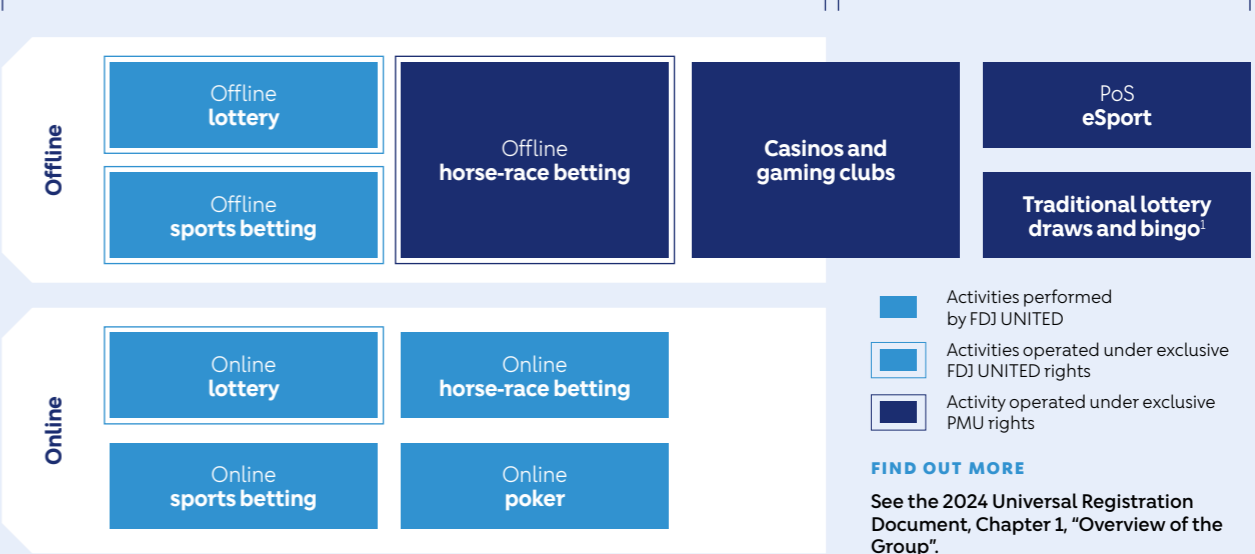 Offline
Offline
lottery
Offline
sports betting
Offline
horse-race betting
Casinos and
gaming clubs
PoS
eSport
Traditional lottery
draws and bingo1
Online
Online
lottery
Online
horse-race betting
Online
sports betting
Online
poker
Activities performed
by FDJ UNITED
Activities operated under exclusive
FDJ UNITED rights
Activity operated under exclusive
PMU rights
FIND OUT MORE
See the 2024 Universal Registration
Document, Chapter 1, “Overview of the
Group”.